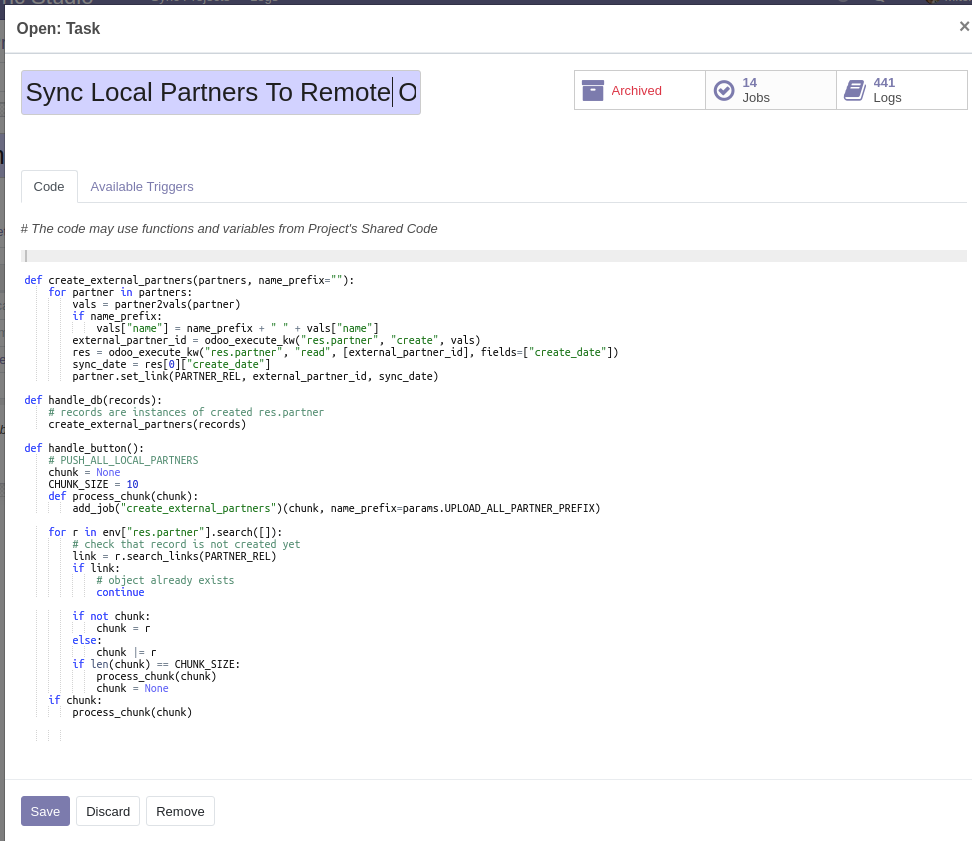 Open: Task
×
Sync Local Partners To Remote O
Archived
14
Jobs
441
Logs
Code
Available Triggers
# The code may use functions and variables from Project's Shared Code
def create_external_partners(partners, name_prefix=""):
    for partner in partners:
        vals = partner2vals(partner)
        if name_prefix:
            vals["name"] = name_prefix + " " + vals["name"]
        external_partner_id = odoo_execute_kw("res.partner", "create", vals)
        res = odoo_execute_kw("res.partner", "read", [external_partner_id], fields=["create_date"])
        sync_date = res[0]["create_date"]
        partner.set_link(PARTNER_REL, external_partner_id, sync_date)
def handle_db(records):
    # records are instances of created res.partner
    create_external_partners(records)
def handle_button():
    # PUSH_ALL_LOCAL_PARTNERS
    chunk = None
    CHUNK_SIZE = 10
    def process_chunk(chunk):
        add_job("create_external_partners")(chunk, name_prefix=params.UPLOAD_ALL_PARTNER_PREFIX)
    for r in env["res.partner"].search([]):
        # check that record is not created yet
        link = r.search_links(PARTNER_REL)
        if link:
            # object already exists
            continue
        if not chunk:
            chunk = r
        else:
            chunk |= r
        if len(chunk) == CHUNK_SIZE:
            process_chunk(chunk)
            chunk = None
    if chunk:
        process_chunk(chunk)
Save
Discard
Remove